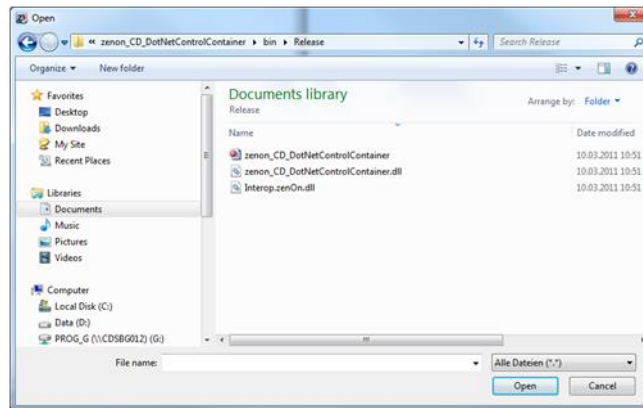 Open
« zenon_CD_DotNetControlContainer ▸ bin ▸ Release
Search Release
Organize ▾ New folder
Favorites
Desktop
Downloads
My Site
Recent Places
Libraries
Documents
Music
Pictures
Videos
Computer
Local Disk (C:)
Data (D:)
PROG_G (\\CDSBG012) (G:)
Documents library
Release
Arrange by: Folder ▾
Name Date modified
zenon_CD_DotNetControlContainer 10.03.2011 10:51
zenon_CD_DotNetControlContainer.dll 10.03.2011 10:51
Interop.zenOn.dll 10.03.2011 10:51
File name:
Alle Dateien (*.*)
Open Cancel